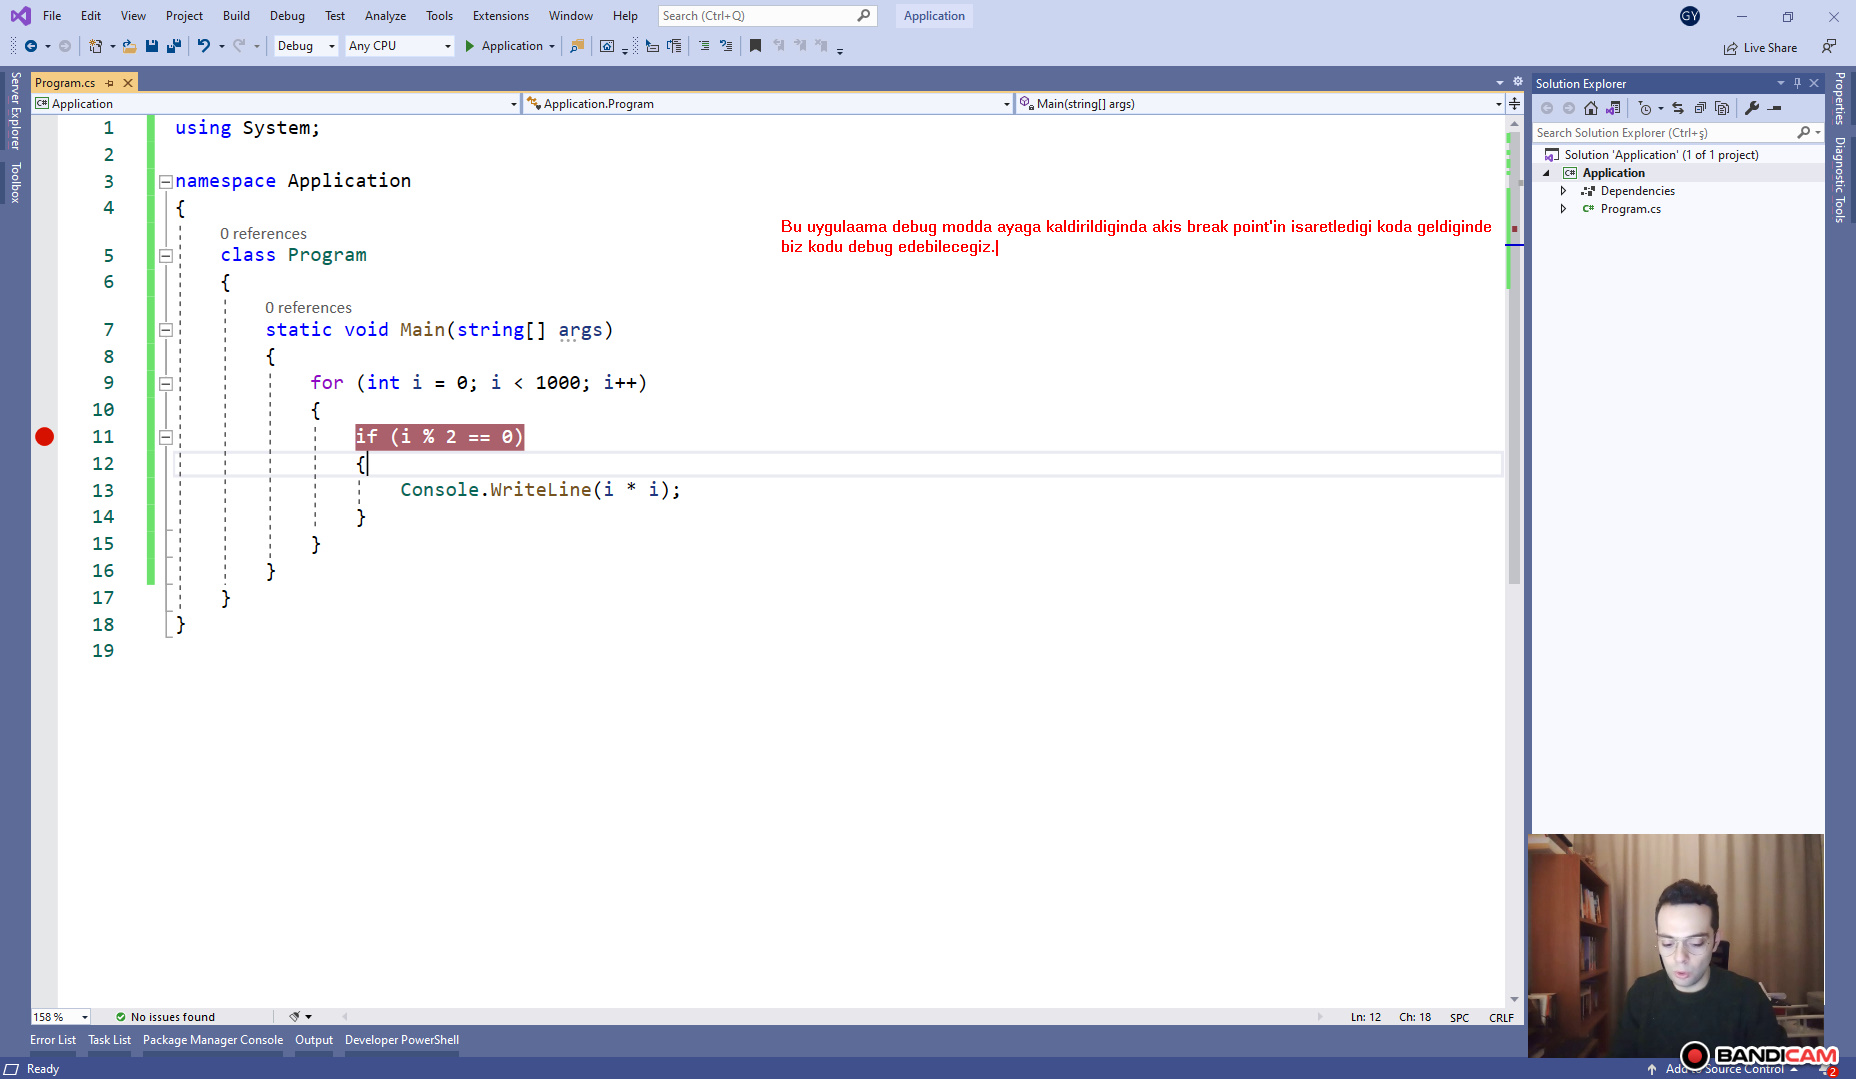 File Edit View Project Build Debug Test Analyze Tools Extensions Window Help Search (Ctrl+Q) Application GY
Debug Any CPU Application Live Share
Server Explorer
Toolbox
Program.cs
Application Application.Program Main(string[] args)
1 using System;
2
3 namespace Application
4 {
0 references
5 class Program
6 {
0 references
7 static void Main(string[] args)
8 {
9 for (int i = 0; i < 1000; i++)
10 {
11 if (i % 2 == 0)
12 {
13 Console.WriteLine(i * i);
14 }
15 }
16 }
17 }
18 }
19
Bu uygulaama debug modda ayaga kaldirildiginda akis break point'in isaretledigi koda geldiginde
biz kodu debug edebilecegiz.
Solution Explorer
Search Solution Explorer (Ctrl+ş)
Solution 'Application' (1 of 1 project)
Application
Dependencies
Program.cs
Properties
Diagnostic Tools
158 % No issues found Ln: 12 Ch: 18 SPC CRLF
Error List Task List Package Manager Console Output Developer PowerShell
Ready
BANDICAM
Add to Source Control 2